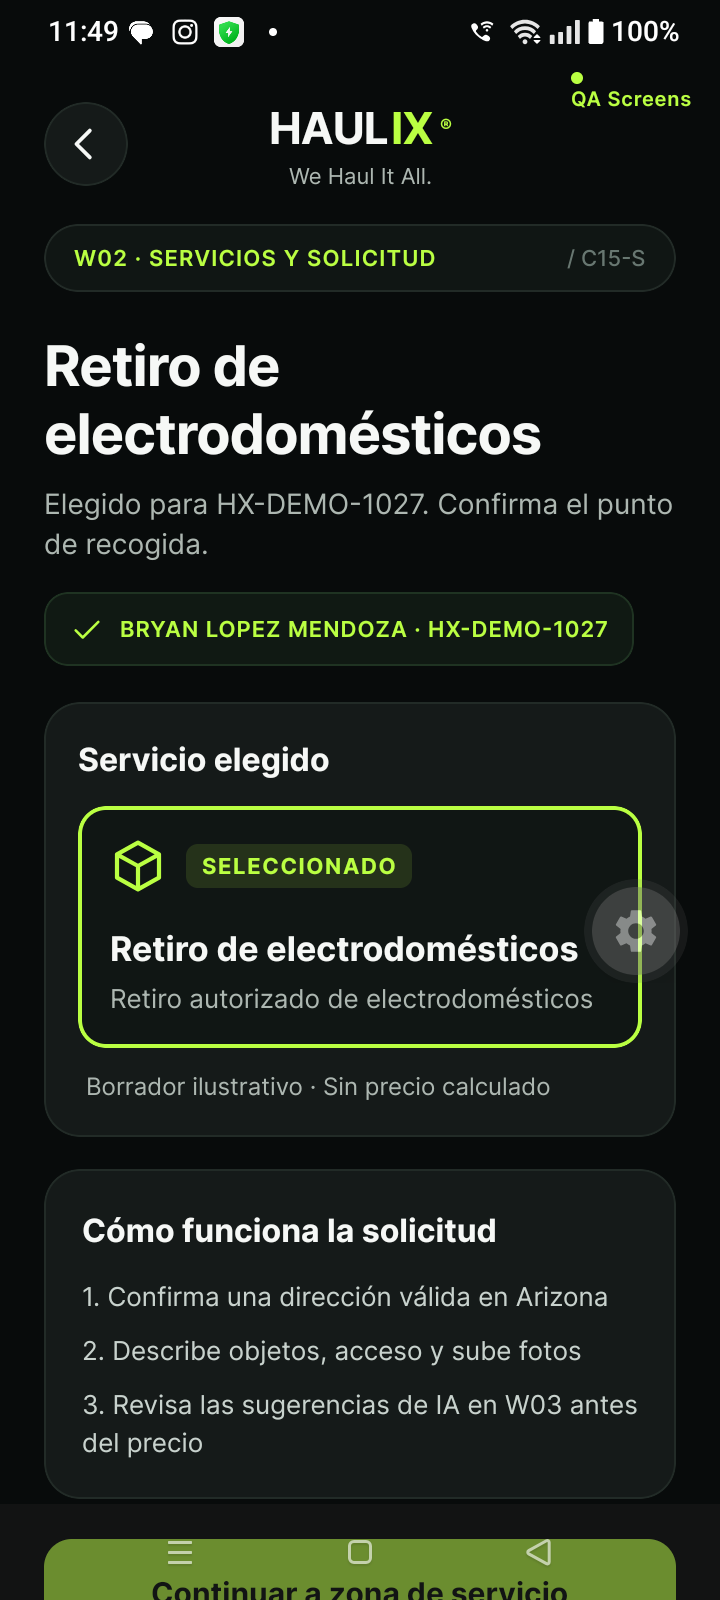 11:49
100%
QA Screens
HAULIX ®
We Haul It All.
W02 · SERVICIOS Y SOLICITUD / C15-S
Retiro de
electrodomésticos
Elegido para HX-DEMO-1027. Confirma el punto
de recogida.
BRYAN LOPEZ MENDOZA · HX-DEMO-1027
Servicio elegido
SELECCIONADO
Retiro de electrodomésticos
Retiro autorizado de electrodomésticos
Borrador ilustrativo · Sin precio calculado
Cómo funciona la solicitud
1. Confirma una dirección válida en Arizona
2. Describe objetos, acceso y sube fotos
3. Revisa las sugerencias de IA en W03 antes
del precio
Continuar a zona de servicio